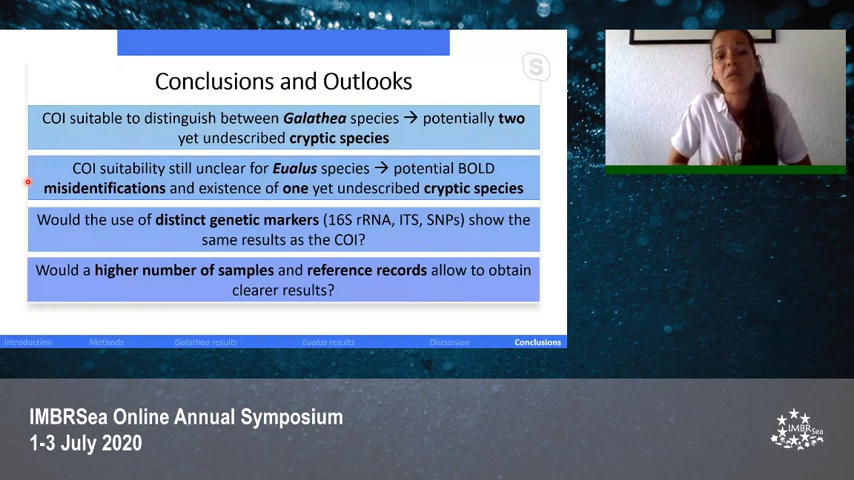 Conclusions and Outlooks
COI suitable to distinguish between Galathea species → potentially two
yet undescribed cryptic species
COI suitability still unclear for Eualus species → potential BOLD
misidentifications and existence of one yet undescribed cryptic species
Would the use of distinct genetic markers (16S rRNA, ITS, SNPs) show the
same results as the COI?
Would a higher number of samples and reference records allow to obtain
clearer results?
Introduction Methods Galathea results Eualus results Discussion Conclusions
IMBRSea Online Annual Symposium
1-3 July 2020
IMBRSea